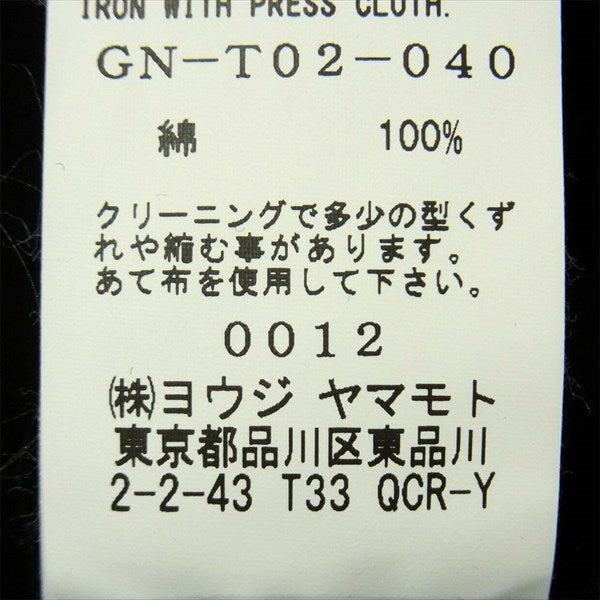 IRON WITH PRESS CLOTH.
GN-T02-040
綿 100%
クリーニングで多少の型くず
れや縮む事があります。
あて布を使用して下さい。
0012
㈱ヨウジ ヤマモト
東京都品川区東品川
2-2-43 T33 QCR-Y